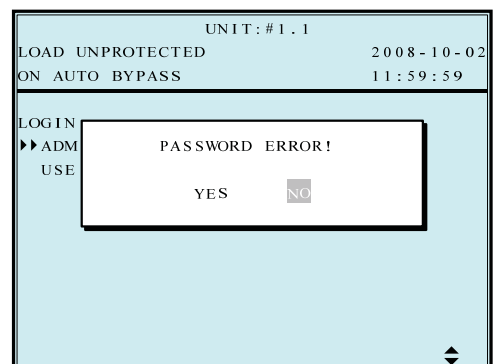 UNIT:#1.1
LOAD UNPROTECTED 2008-10-02
ON AUTO BYPASS 11:59:59
LOGIN
ADM
USE
PASSWORD ERROR!
YES NO